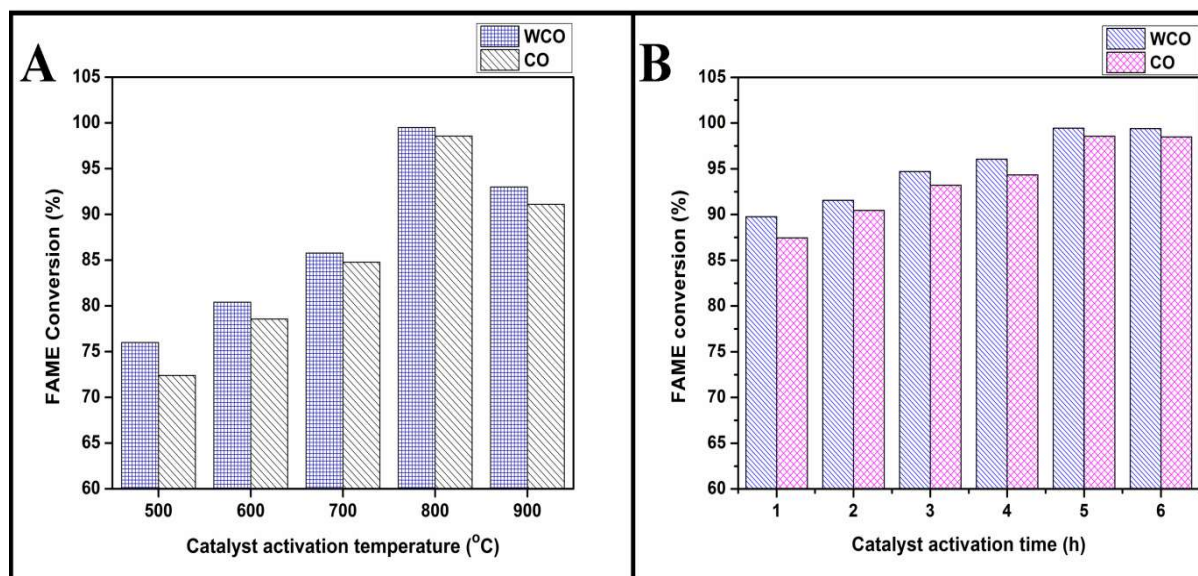 A
WCO
CO
105
100
95
90
85
80
75
70
65
60
FAME Conversion (%)
500 600 700 800 900
Catalyst activation temperature (°C)
B
WCO
CO
105
100
95
90
85
80
75
70
65
60
FAME conversion (%)
1 2 3 4 5 6
Catalyst activation time (h)